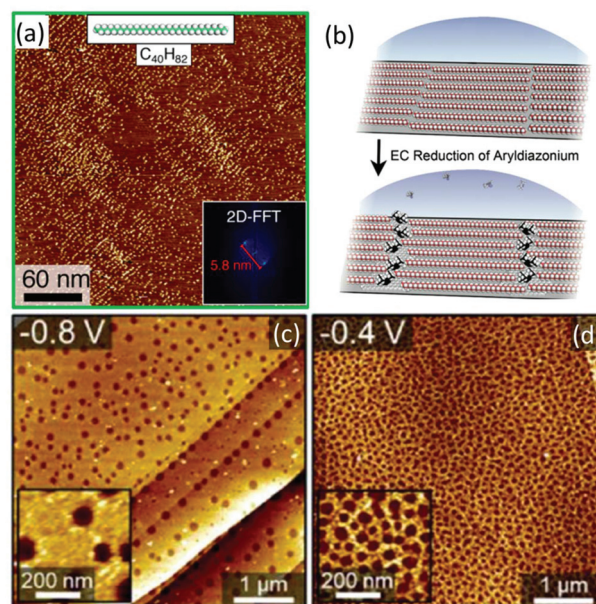 (a)
C40H82
2D-FFT
5.8 nm
60 nm
(b)
EC Reduction of Aryldiazonium
-0.8 V
(c)
200 nm
1 µm
-0.4 V
(d)
200 nm
1 µm